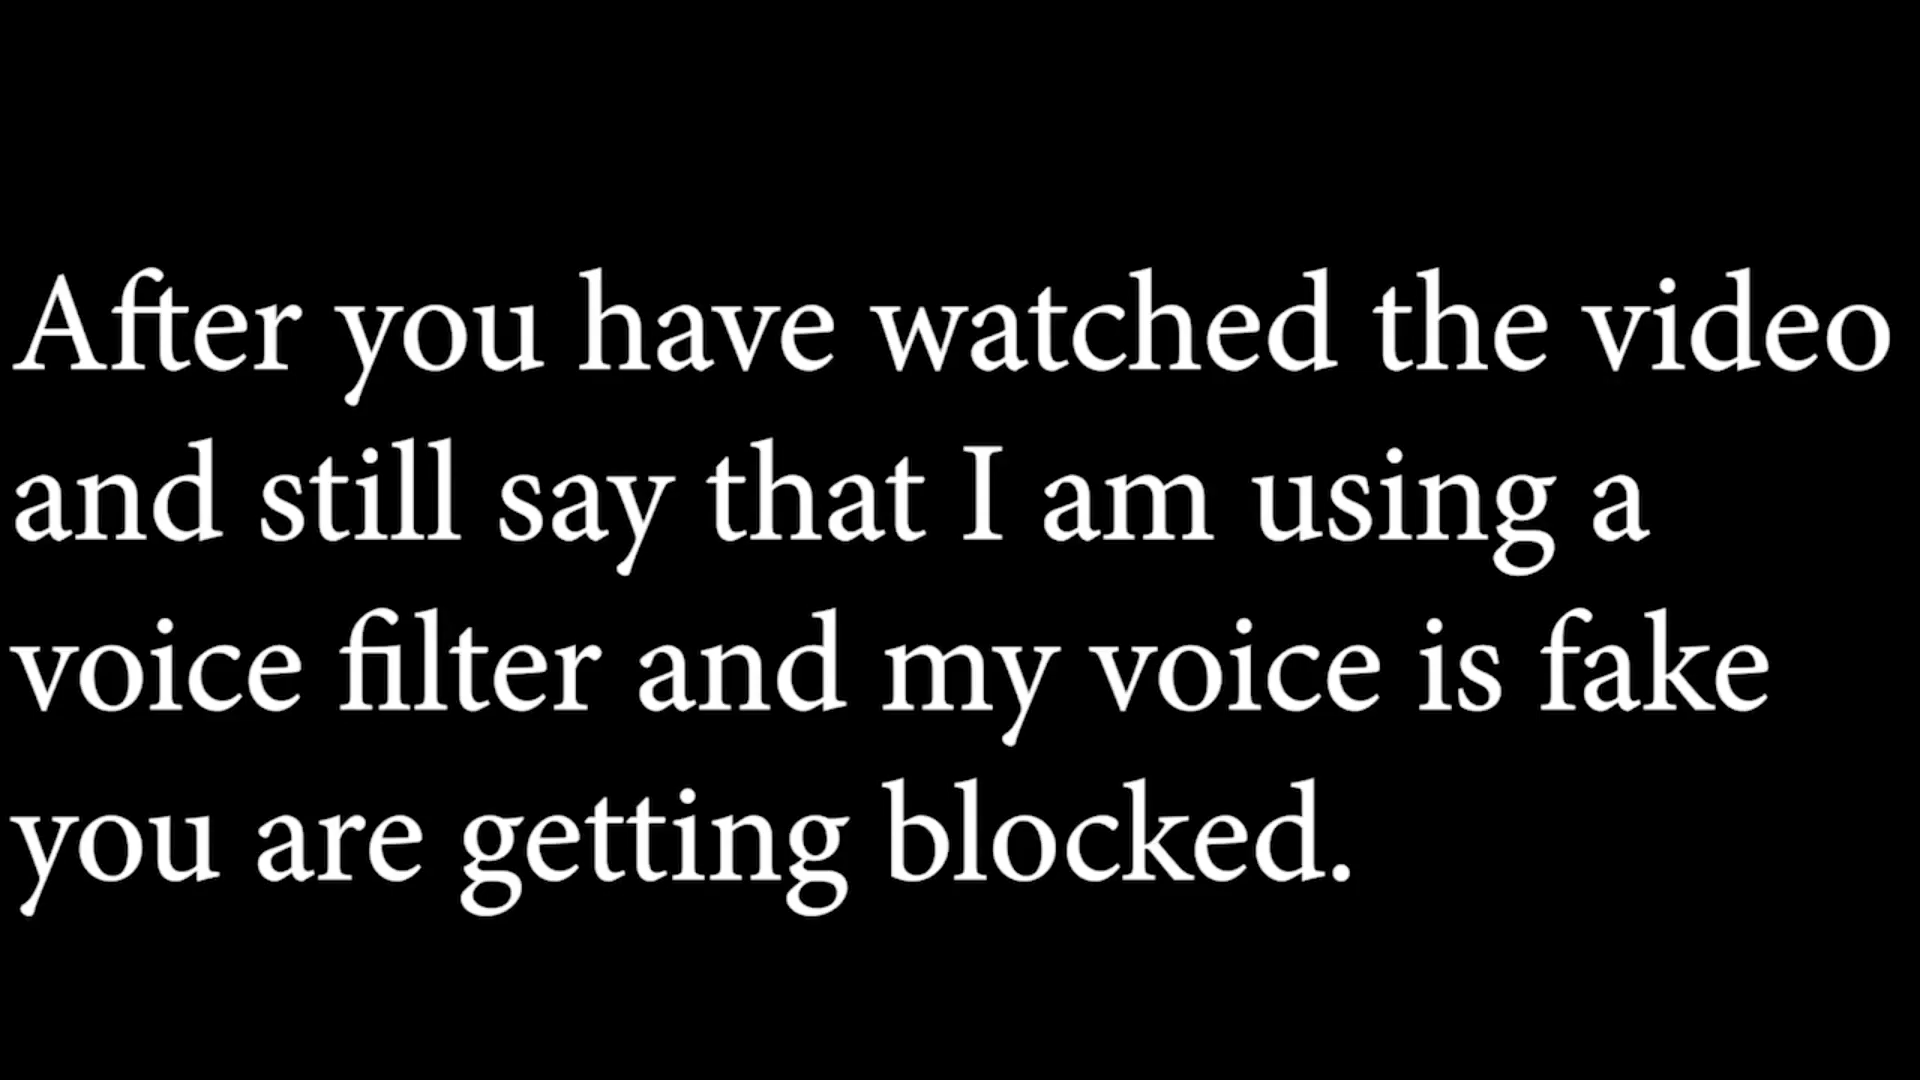 After you have watched the video
and still say that I am using a
voice filter and my voice is fake
you are getting blocked.